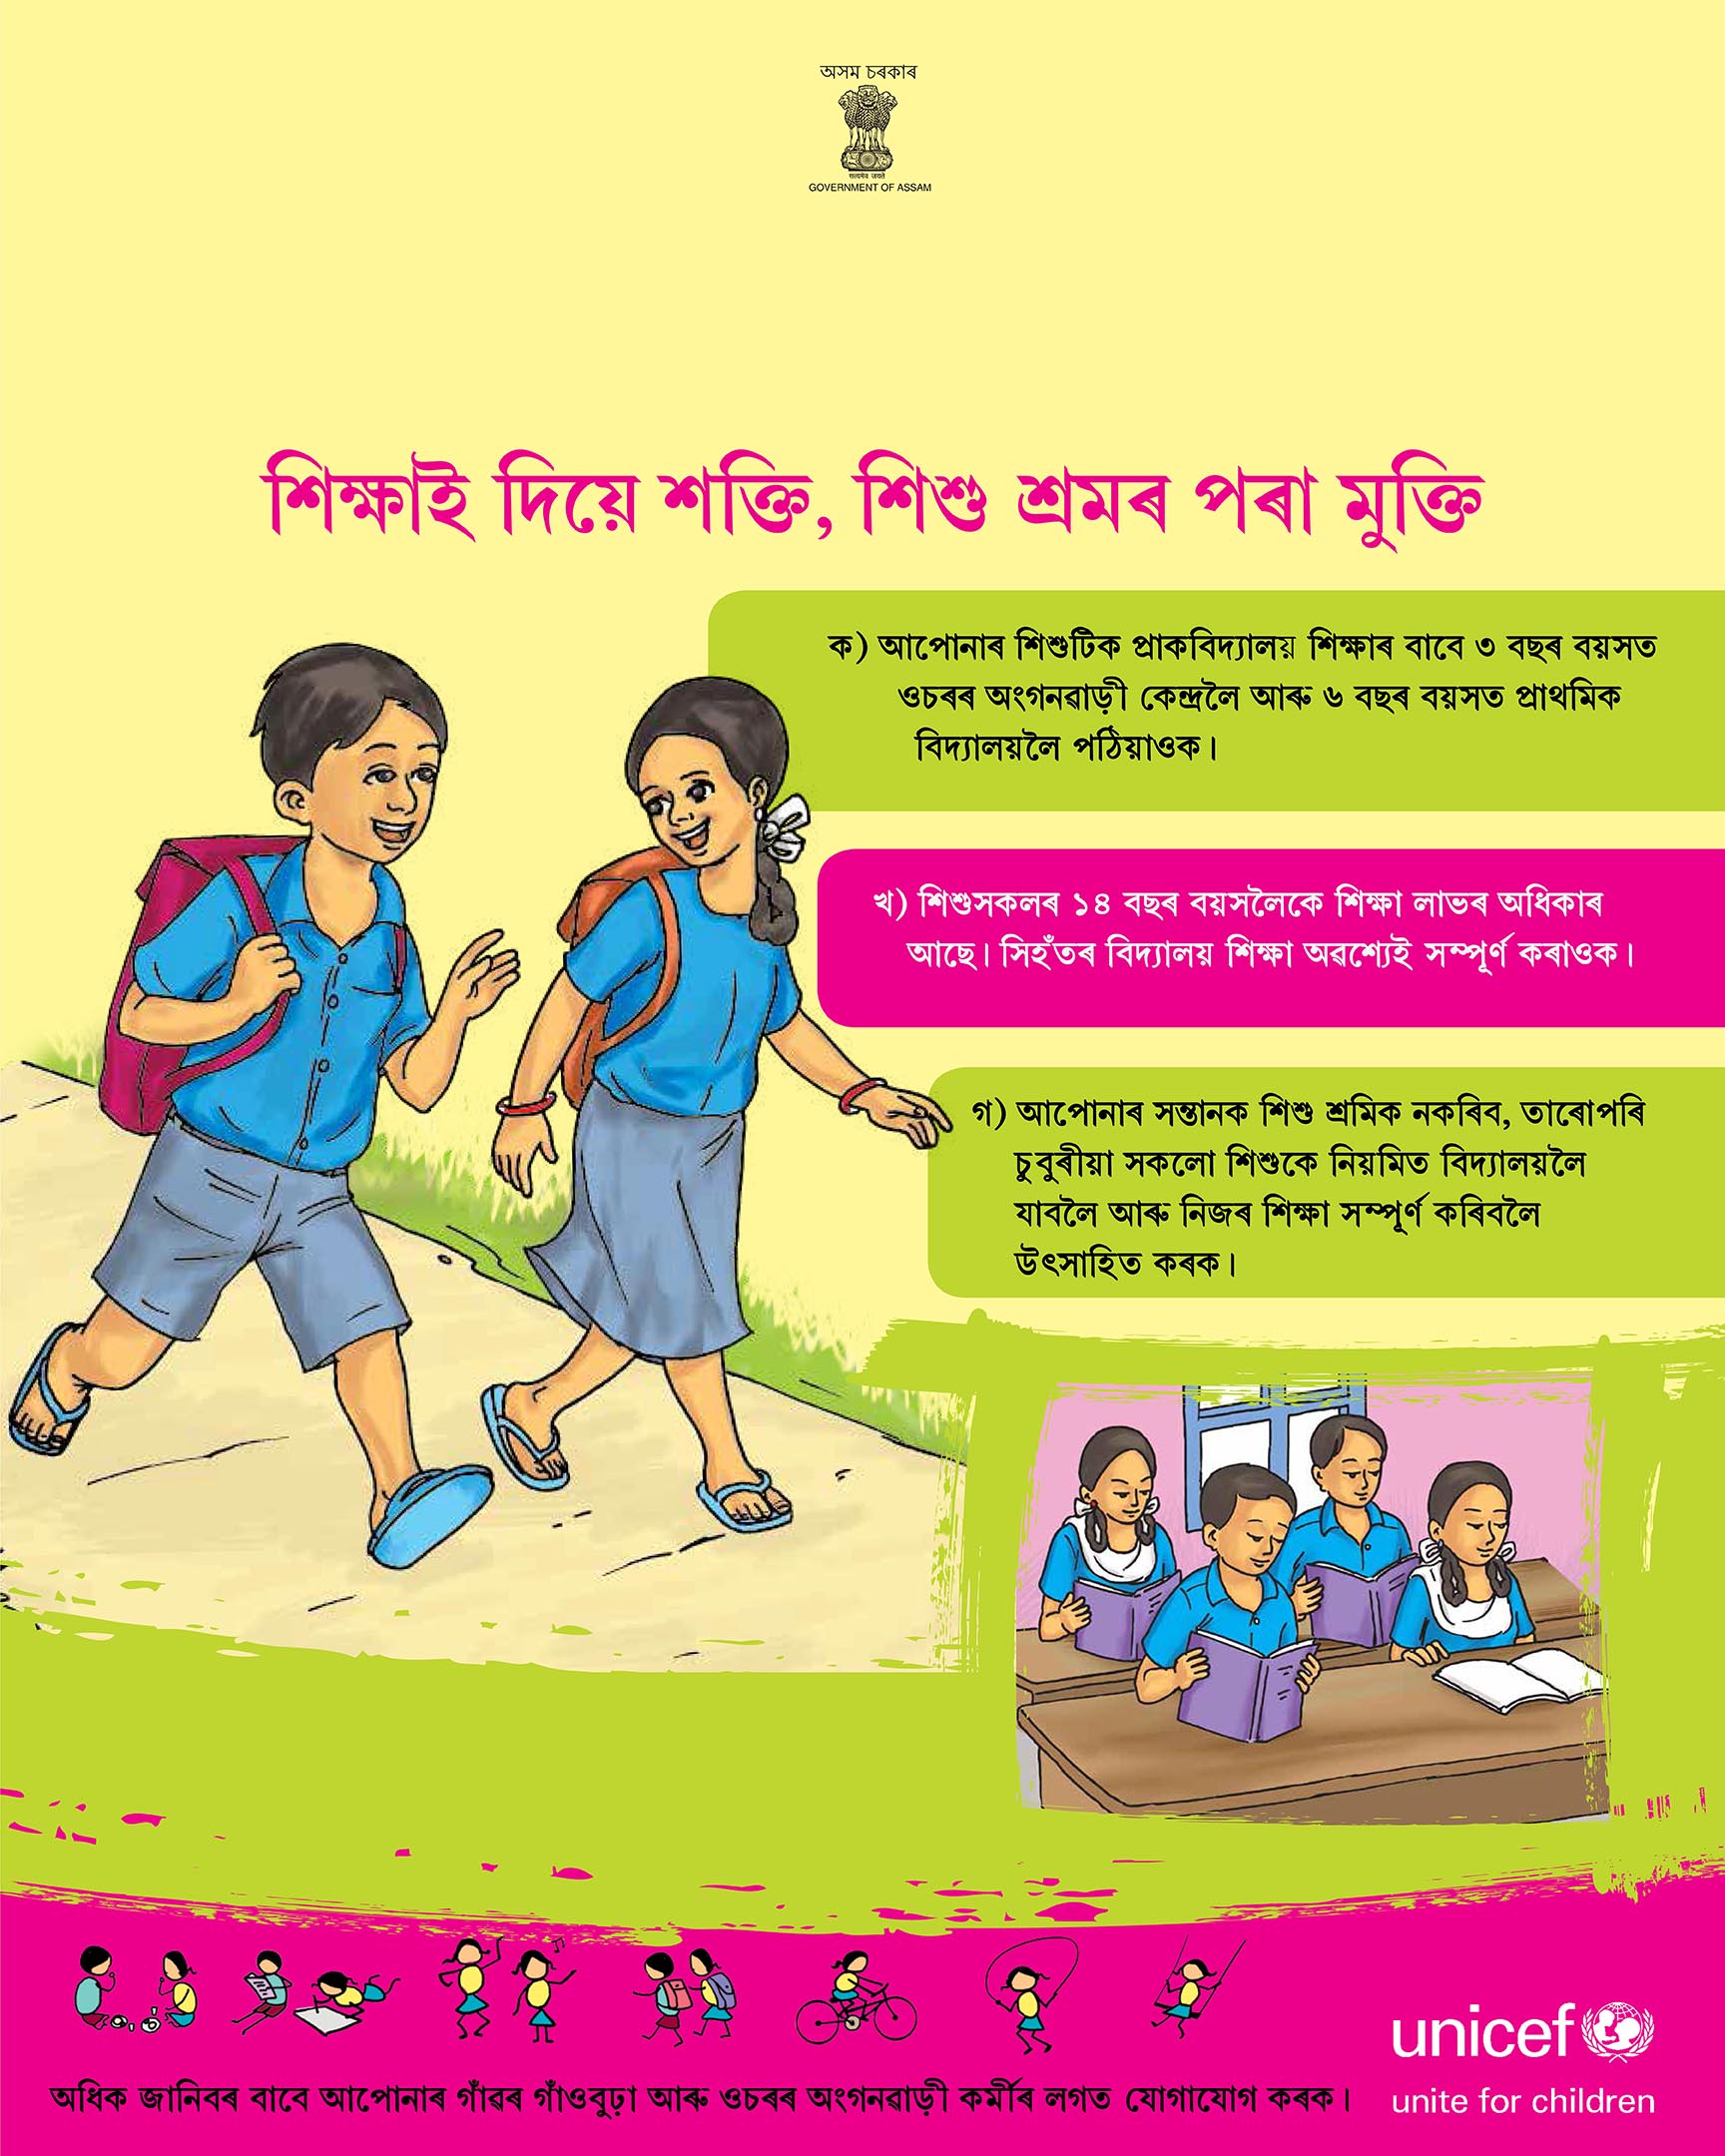 অসম চৰকাৰ
सत्यमेव जयते
GOVERNMENT OF ASSAM
শিক্ষাই দিয়ে শক্তি, শিশু শ্ৰমৰ পৰা মুক্তি
ক) আপোনাৰ শিশুটিক প্ৰাকবিদ্যালয় শিক্ষাৰ বাবে ৩ বছৰ বয়সত
ওচৰৰ অংগনৱাড়ী কেন্দ্ৰলৈ আৰু ৬ বছৰ বয়সত প্ৰাথমিক
বিদ্যালয়লৈ পঠিয়াওক।
খ) শিশুসকলৰ ১৪ বছৰ বয়সলৈকে শিক্ষা লাভৰ অধিকাৰ
আছে। সিহঁতৰ বিদ্যালয় শিক্ষা অৱশ্যেই সম্পূৰ্ণ কৰাওক।
গ) আপোনাৰ সন্তানক শিশু শ্ৰমিক নকৰিব, তাৰোপৰি
চুবুৰীয়া সকলো শিশুকে নিয়মিত বিদ্যালয়লৈ
যাবলৈ আৰু নিজৰ শিক্ষা সম্পূৰ্ণ কৰিবলৈ
উৎসাহিত কৰক।
অধিক জানিবৰ বাবে আপোনাৰ গাঁৱৰ গাঁওবুঢ়া আৰু ওচৰৰ অংগনৱাড়ী কৰ্মীৰ লগত যোগাযোগ কৰক।
unicef
unite for children